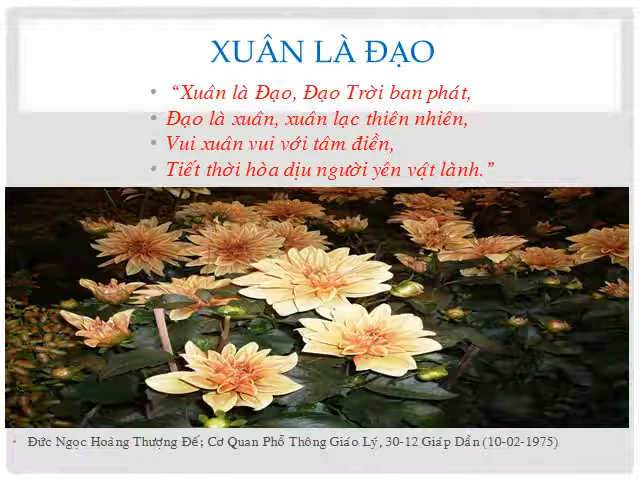 XUÂN LÀ ĐẠO
• “Xuân là Đạo, Đạo Trời ban phát,
• Đạo là xuân, xuân lạc thiên nhiên,
• Vui xuân vui với tâm điền,
• Tiết thời hòa dịu người yên vật lành.”
• Đức Ngọc Hoàng Thượng Đế; Cơ Quan Phổ Thông Giáo Lý, 30-12 Giáp Dần (10-02-1975)